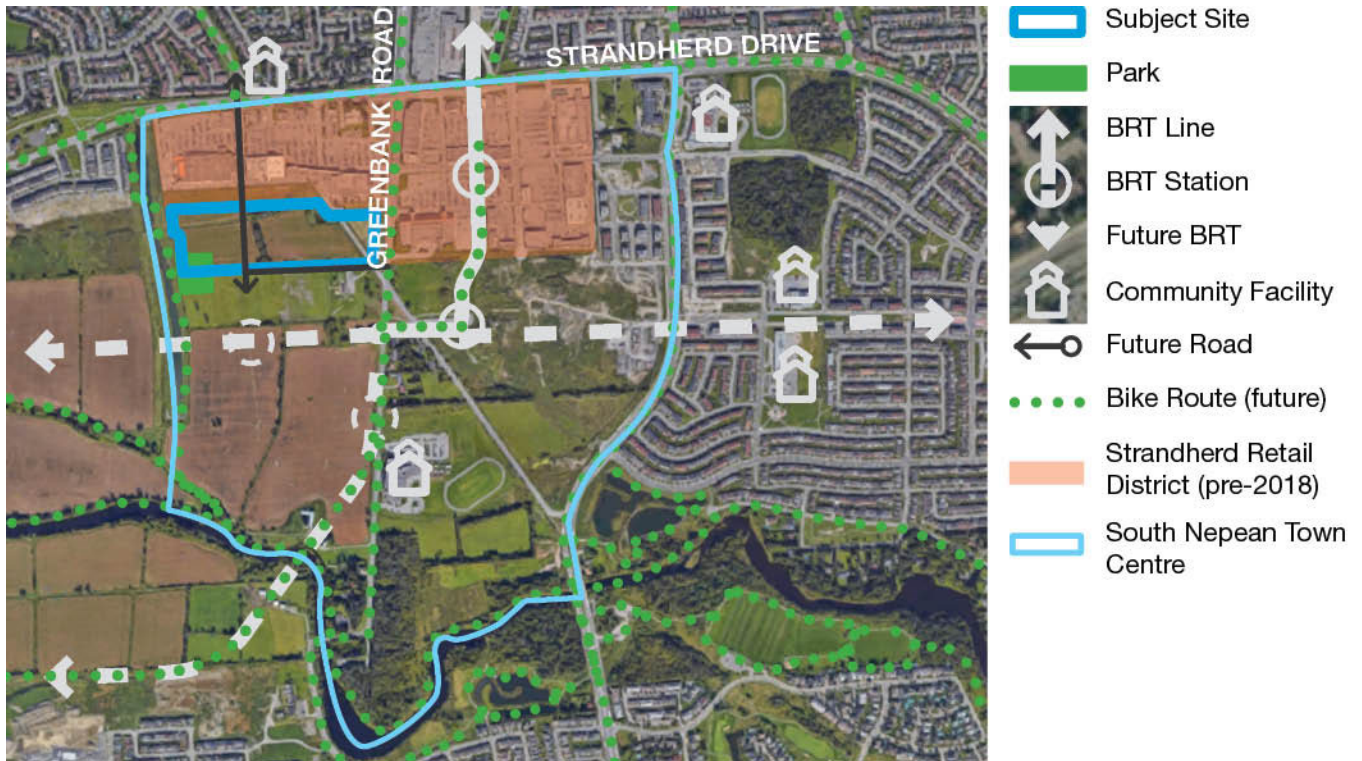 STRANDHERD DRIVE
GREENBANK ROAD
Subject Site
Park
BRT Line
BRT Station
Future BRT
Community Facility
Future Road
Bike Route (future)
Strandherd Retail
District (pre-2018)
South Nepean Town
Centre